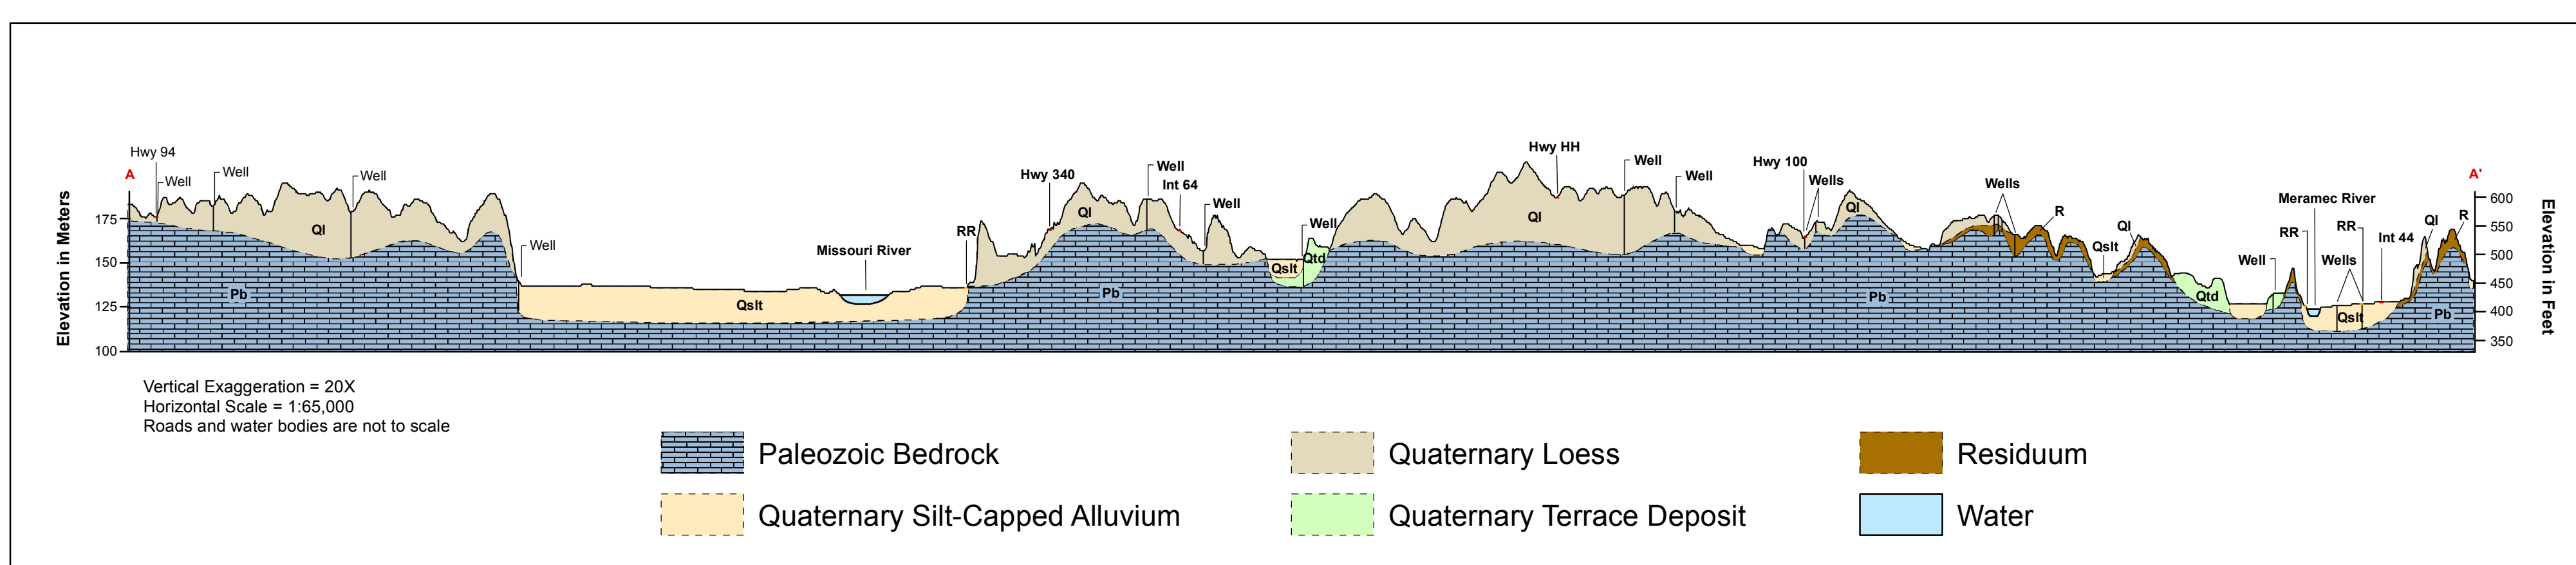 Hwy 94
A
Well
Well
Well
Well
Missouri River
RR
Hwy 340
Well
Int 64
Well
Well
Hwy HH
Well
Well
Hwy 100
Wells
Wells
R
Qslt
Ql
Well
RR
Meramec River
RR
Wells
Int 44
Ql
R
A'
Elevation in Meters
175
150
125
100
Ql
Ql
Ql
Ql
Qslt
Qtd
Qtd
Pb
Qslt
Pb
Pb
Qslt
Pb
600
550
500
450
400
350
Elevation in Feet
Vertical Exaggeration = 20X
Horizontal Scale = 1:65,000
Roads and water bodies are not to scale
Paleozoic Bedrock
Quaternary Loess
Residuum
Quaternary Silt-Capped Alluvium
Quaternary Terrace Deposit
Water